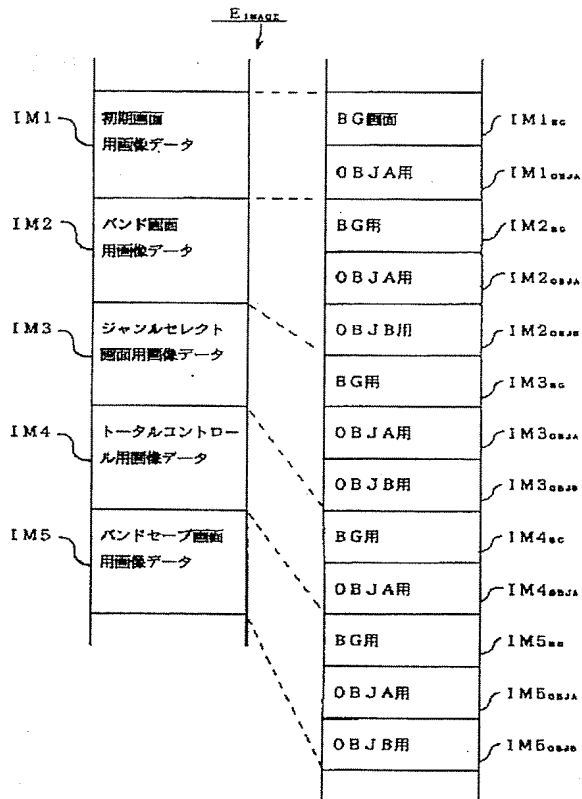 E IMAGE
IM1
初期画面
用画像データ
IM2
バンド画面
用画像データ
IM3
ジャンルセレクト
画面用画像データ
IM4
トータルコントロー
ル用画像データ
IM5
バンドセーブ画面
用画像データ
BG画面
IM1BG
OBJA用
IM1OBJA
BG用
IM2BG
OBJA用
IM2OBJA
OBJB用
IM2OBJB
BG用
IM3BG
OBJA用
IM3OBJA
OBJB用
IM3OBJB
BG用
IM4BG
OBJA用
IM4OBJA
BG用
IM5BG
OBJA用
IM5OBJA
OBJB用
IM5OBJB